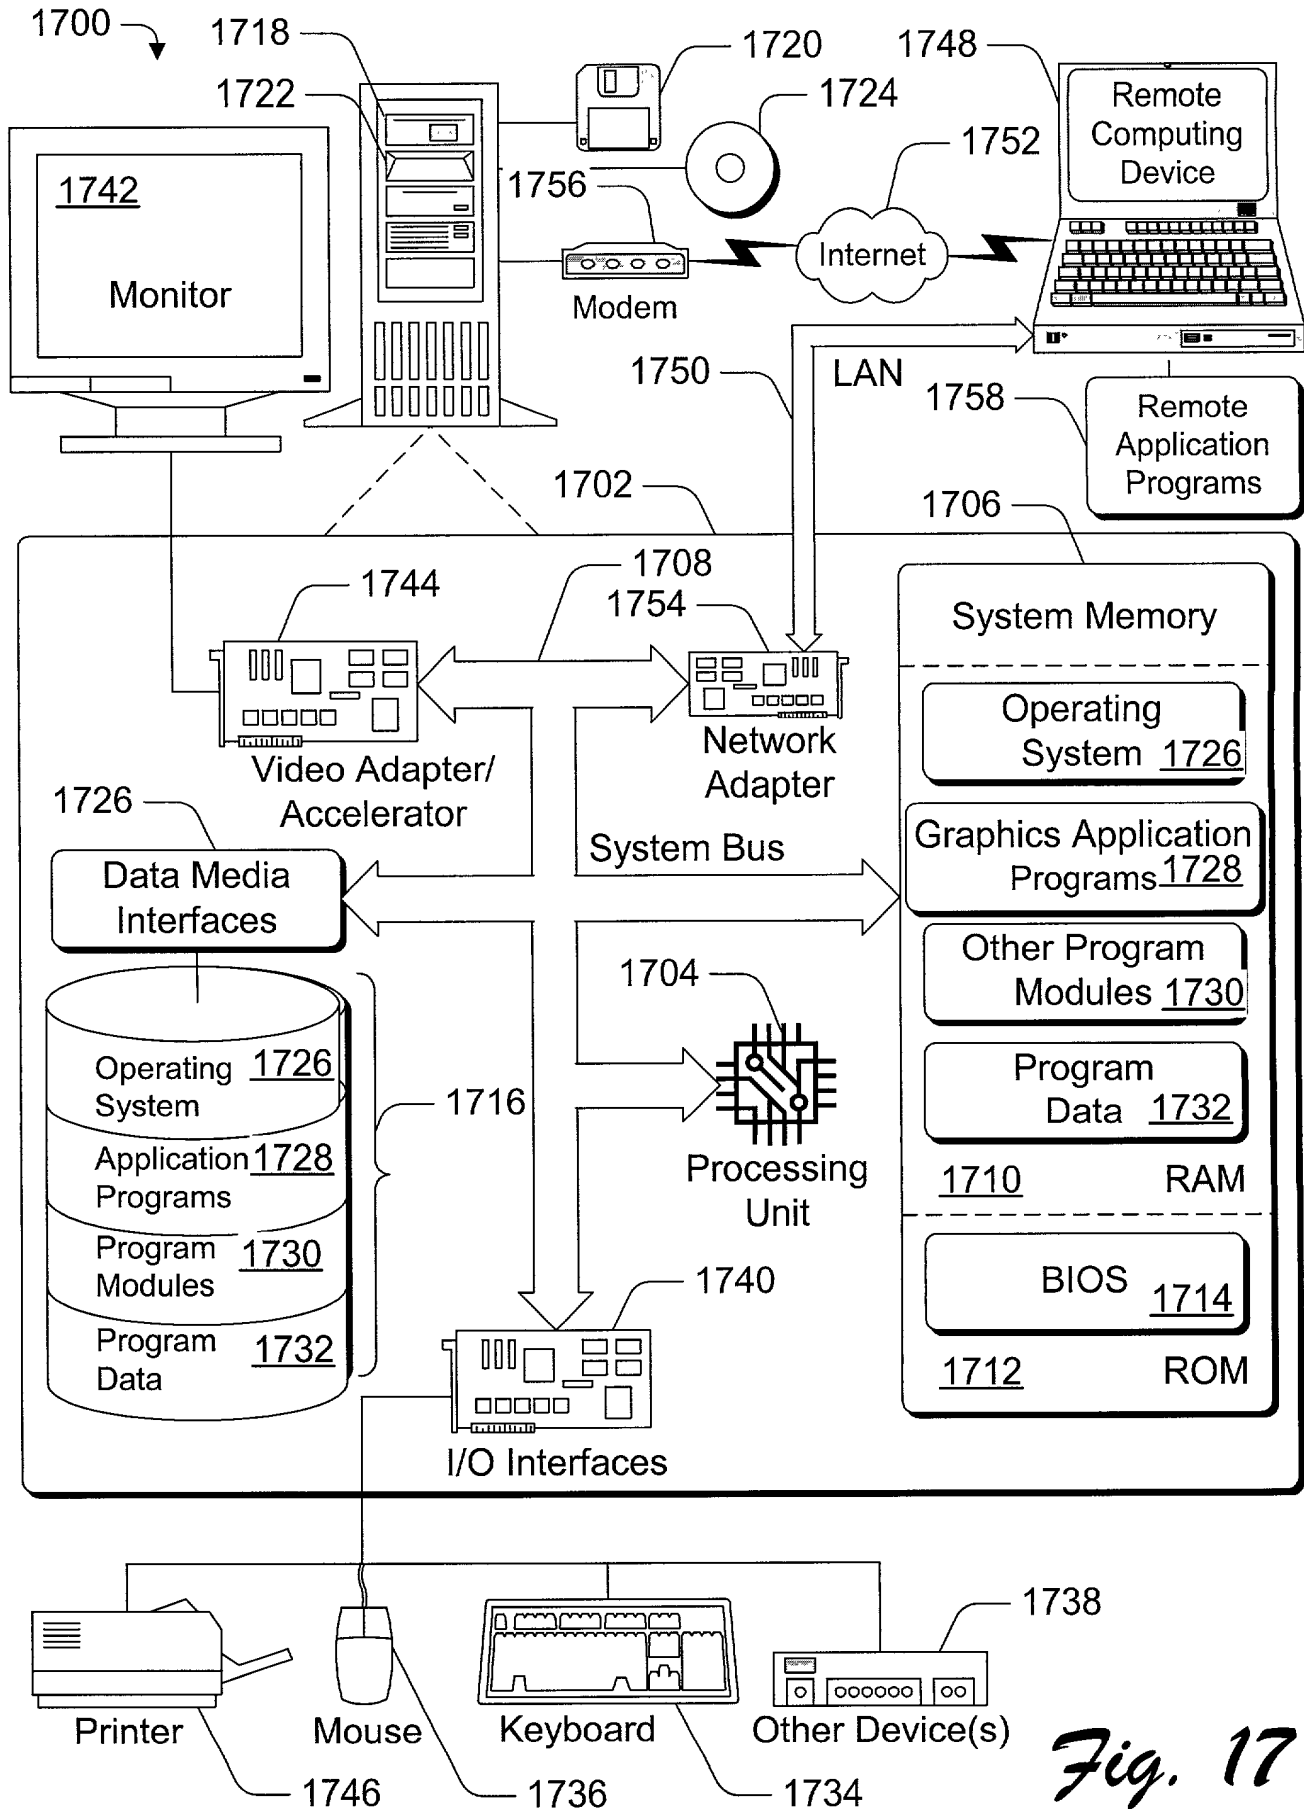 1700
1718
1720
1748
1722
1724
Remote
Computing
Device
1752
1756
1742
Monitor
Internet
Modem
1750
LAN
1758
Remote
Application
Programs
1702
1706
1708
1744
1754
System Memory
Operating
System 1726
Network
Adapter
Video Adapter/
Accelerator
1726
Graphics Application
Programs 1728
System Bus
Data Media
Interfaces
Other Program
Modules 1730
1704
Operating 1726
System
Program
Data 1732
1716
Application 1728
Programs
Processing
Unit
1710 RAM
Program 1730
Modules
1740
BIOS 1714
Program 1732
Data
1712 ROM
I/O Interfaces
1738
Printer
Mouse
Keyboard
Other Device(s)
1746
1736
1734
Fig. 17